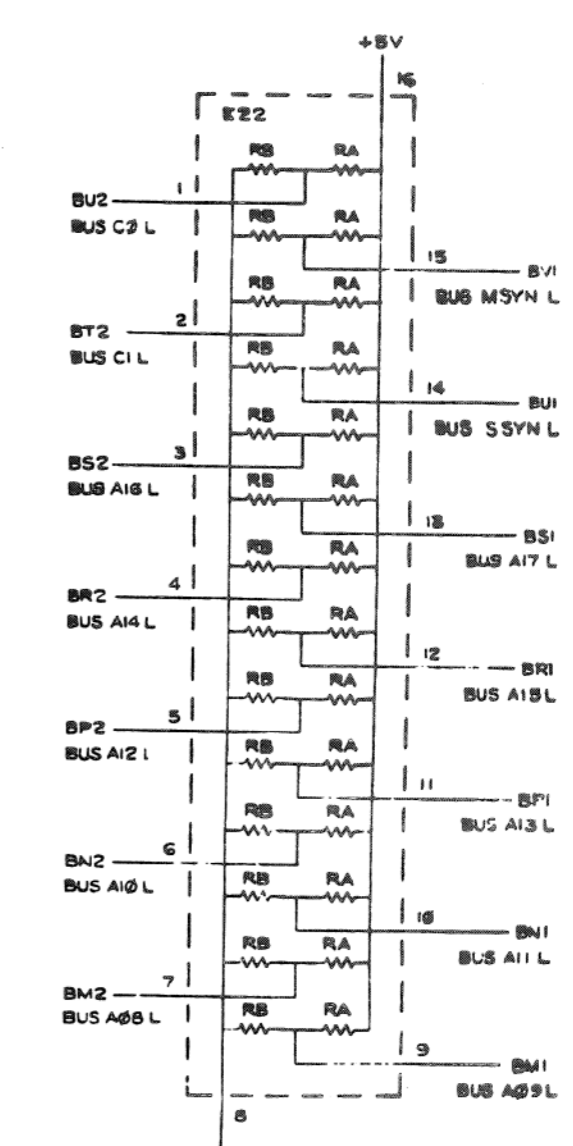 +5V
16
E22
RB RA
1
BU2
BUS C0 L
RB RA
15
BV1
BUS MSYN L
RB RA
2
BT2
BUS C1 L
RB RA
14
BU1
BUS SSYN L
RB RA
3
BS2
BUS A16 L
RB RA
13
BS1
BUS A17 L
RB RA
4
BR2
BUS A14 L
RB RA
12
BR1
BUS A15 L
RB RA
5
BP2
BUS A12 L
RB RA
11
BP1
BUS A13 L
RB RA
6
BN2
BUS A1Ø L
RB RA
10
BN1
BUS A11 L
RB RA
7
BM2
BUS AØ8 L
RB RA
9
BM1
BUS AØ9 L
8